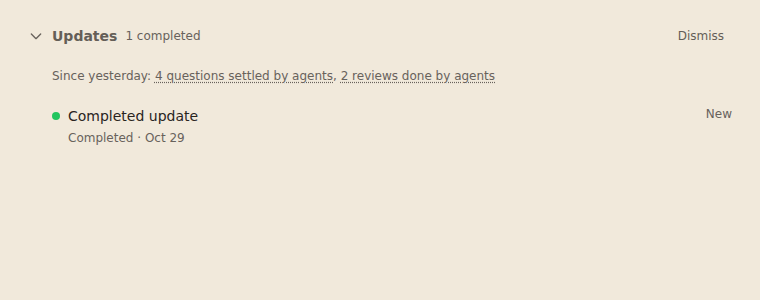 Updates 1 completed Dismiss
Since yesterday: 4 questions settled by agents, 2 reviews done by agents
Completed update New
Completed · Oct 29